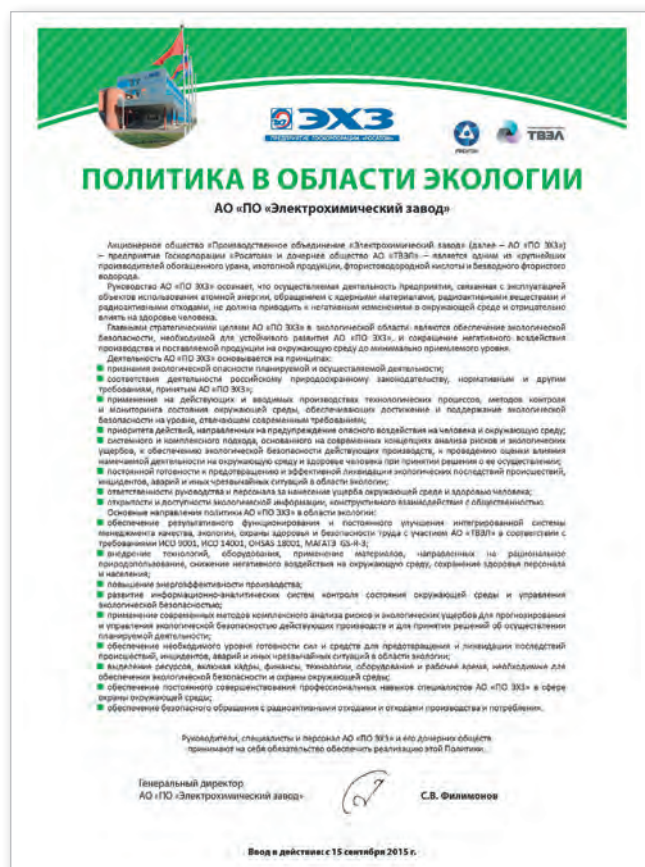 ЭХЗ
ПРЕДПРИЯТИЕ ГОСКОРПОРАЦИИ «РОСАТОМ»
РОСАТОМ
ТВЭЛ
ПОЛИТИКА В ОБЛАСТИ ЭКОЛОГИИ
АО «ПО «Электрохимический завод»
Акционерное общество «Производственное объединение «Электрохимический завод» (далее – АО «ПО ЭХЗ»)
– предприятие Госкорпорации «Росатом» и дочернее общество АО «ТВЭЛ» – является одним из крупнейших
производителей обогащенного урана, изотопной продукции, фтористоводородной кислоты и безводного фтористого
водорода.
Руководство АО «ПО ЭХЗ» осознает, что осуществляемая деятельность предприятия, связанная с эксплуатацией
объектов использования атомной энергии, обращением с ядерными материалами, радиоактивными веществами и
радиоактивными отходами, не должна приводить к негативным изменениям в окружающей среде и отрицательно
влиять на здоровье человека.
Главными стратегическими целями АО «ПО ЭХЗ» в экологической области являются обеспечение экологической
безопасности, необходимой для устойчивого развития АО «ПО ЭХЗ», и сокращение негативного воздействия
производства и поставляемой продукции на окружающую среду до минимально приемлемого уровня.
Деятельность АО «ПО ЭХЗ» основывается на принципах:
признания экологической опасности планируемой и осуществляемой деятельности;
соответствия деятельности российскому природоохранному законодательству, нормативным и другим
требованиям, принятым АО «ПО ЭХЗ»;
применения на действующих и вводимых производствах технологических процессов, методов контроля
и мониторинга состояния окружающей среды, обеспечивающих достижение и поддержание экологической
безопасности на уровне, отвечающем современным требованиям;
приоритета действий, направленных на предупреждение опасного воздействия на человека и окружающую среду;
системного и комплексного подхода, основанного на современных концепциях анализа рисков и экологических
ущербов, к обеспечению экологической безопасности действующих производств, к проведению оценки влияния
намечаемой деятельности на окружающую среду и здоровье человека при принятии решения о ее осуществлении;
постоянной готовности к предотвращению и эффективной ликвидации экологических последствий происшествий,
инцидентов, аварий и иных чрезвычайных ситуаций в области экологии;
ответственности руководства и персонала за нанесение ущерба окружающей среде и здоровью человека;
открытости и доступности экологической информации, конструктивного взаимодействия с общественностью.
Основные направления политики АО «ПО ЭХЗ» в области экологии:
обеспечение результативного функционирования и постоянного улучшения интегрированной системы
менеджмента качества, экологии, охраны здоровья и безопасности труда с участием АО «ТВЭЛ» в соответствии с
требованиями ИСО 9001, ИСО 14001, OHSAS 18001, МАГАТЭ GS-R-3;
внедрение технологий, оборудования, применение материалов, направленных на рациональное
природопользование, снижение негативного воздействия на окружающую среду, сохранение здоровья персонала
и населения;
повышение энергоэффективности производства;
развитие информационно-аналитических систем контроля состояния окружающей среды и управления
экологической безопасностью;
применение современных методов комплексного анализа рисков и экологических ущербов для прогнозирования
и управления экологической безопасностью действующих производств и для принятия решений об осуществлении
планируемой деятельности;
обеспечение необходимого уровня готовности сил и средств для предотвращения и ликвидации последствий
происшествий, инцидентов, аварий и иных чрезвычайных ситуаций в области экологии;
выделение ресурсов, включая кадры, финансы, технологии, оборудование и рабочее время, необходимые для
обеспечения экологической безопасности и охраны окружающей среды;
обеспечение постоянного совершенствования профессиональных навыков специалистов АО «ПО ЭХЗ» в сфере
охраны окружающей среды;
обеспечение безопасного обращения с радиоактивными отходами и отходами производства и потребления.
Руководители, специалисты и персонал АО «ПО ЭХЗ» и его дочерних обществ
принимают на себя обязательство обеспечить реализацию этой Политики.
Генеральный директор
АО «ПО «Электрохимический завод»
С.В. Филимонов
Ввод в действие: с 15 сентября 2015 г.